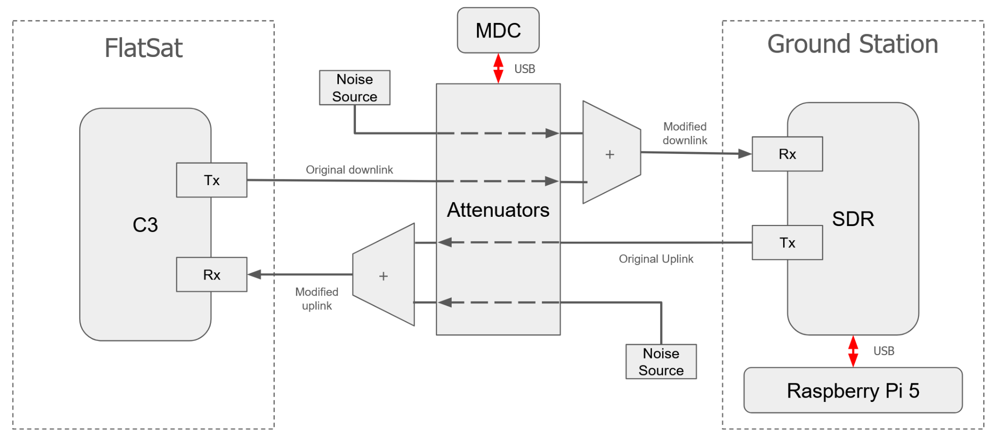 FlatSat
MDC
Ground Station
USB
Noise
Source
Modified
downlink
Rx
Original downlink
Tx
+
Attenuators
C3
SDR
Tx
Original Uplink
Rx
+
Modified
uplink
Noise
Source
USB
Raspberry Pi 5